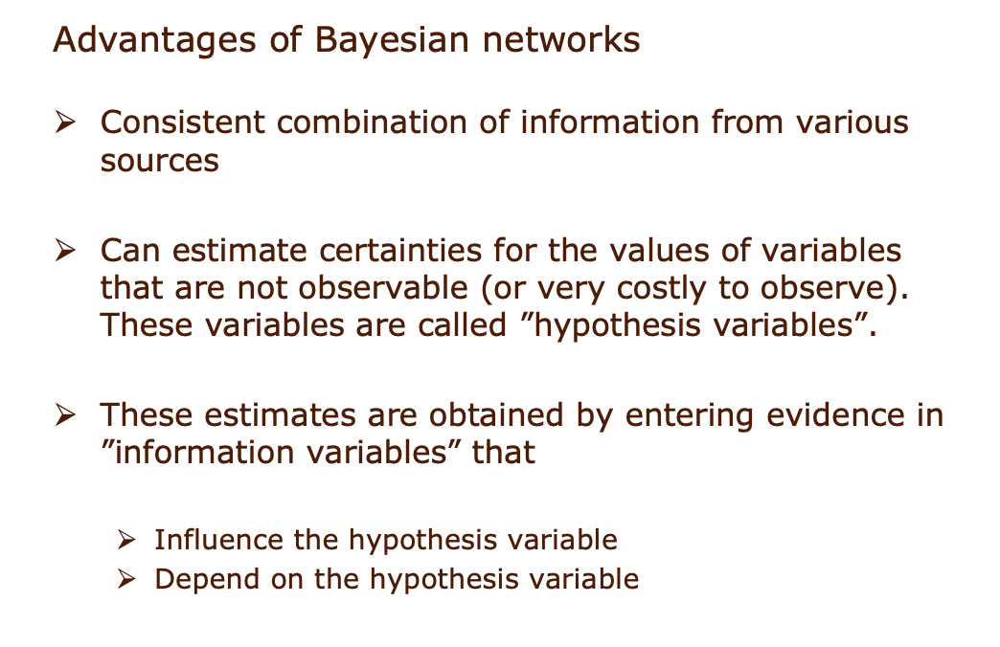 Advantages of Bayesian networks
➢ Consistent combination of information from various
sources
➢ Can estimate certainties for the values of variables
that are not observable (or very costly to observe).
These variables are called ”hypothesis variables”.
➢ These estimates are obtained by entering evidence in
”information variables” that
➢ Influence the hypothesis variable
➢ Depend on the hypothesis variable